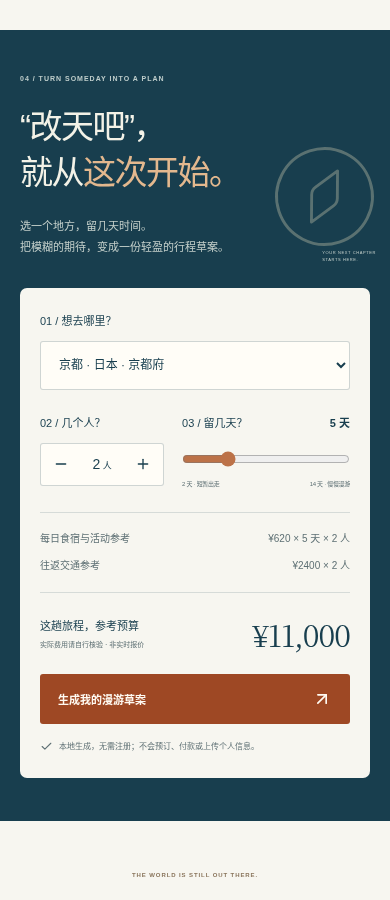 04 / TURN SOMEDAY INTO A PLAN
“改天吧”，
就从这次开始。
选一个地方，留几天时间。
把模糊的期待，变成一份轻盈的行程草案。
YOUR NEXT CHAPTER
STARTS HERE.
01 / 想去哪里？
京都 · 日本 · 京都府
02 / 几个人？
− 2 人 +
03 / 留几天？ 5 天
2 天 · 短暂出走 14 天 · 慢慢漫游
每日食宿与活动参考 ¥620 × 5 天 × 2 人
往返交通参考 ¥2400 × 2 人
这趟旅程，参考预算 ¥11,000
实际费用请自行核验 · 非实时报价
生成我的漫游草案
本地生成，无需注册；不会预订、付款或上传个人信息。
THE WORLD IS STILL OUT THERE.